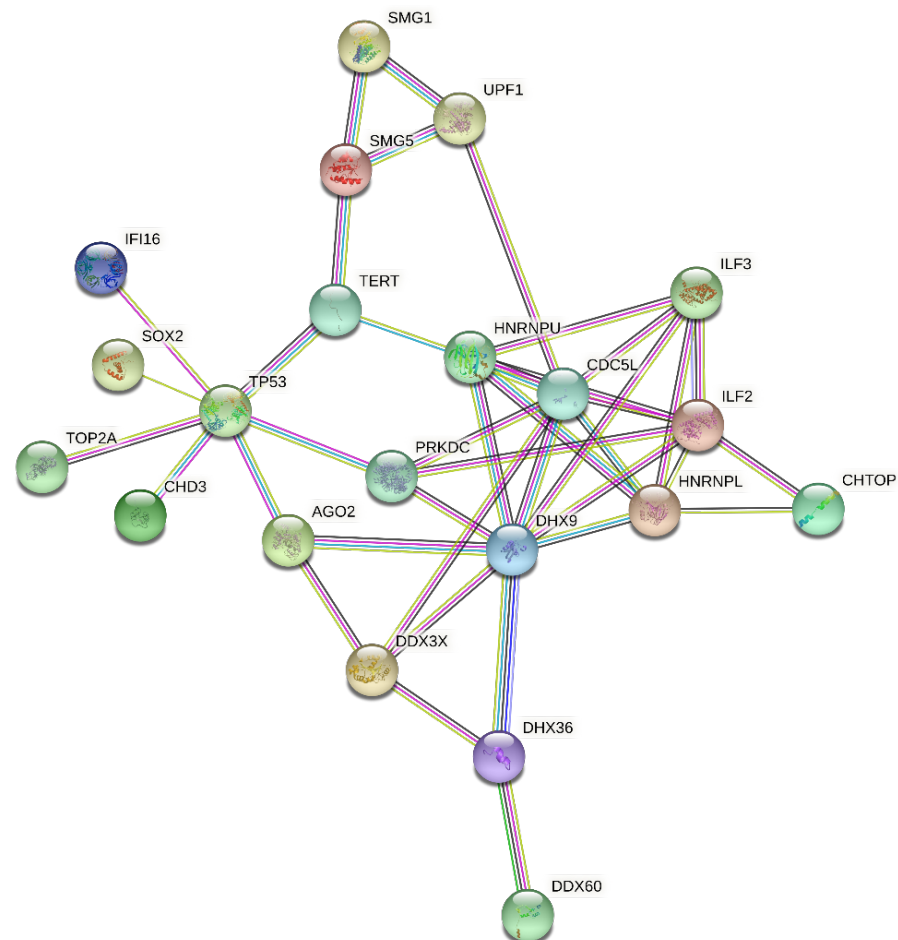 SMG1
UPF1
SMG5
IFI16
ILF3
TERT
HNRNPU
SOX2
CDC5L
TP53
ILF2
TOP2A
PRKDC
HNRNPL
CHTOP
CHD3
DHX9
AGO2
DDX3X
DHX36
DDX60